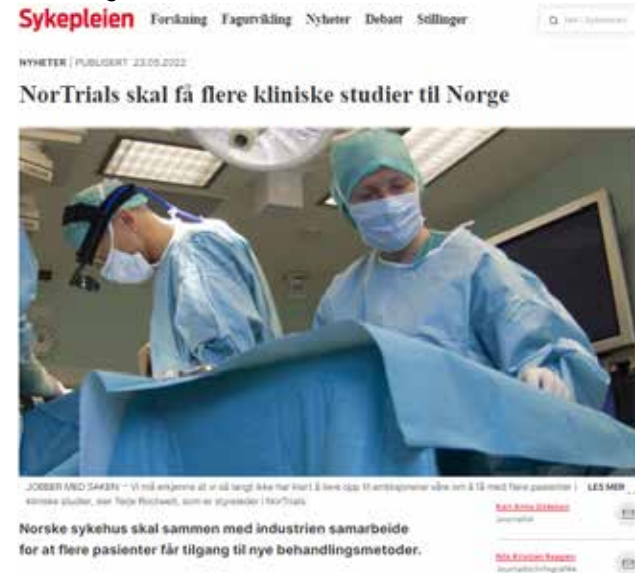 Sykepleien Forskning Fagutvikling Nyheter Debatt Stillinger
NYHETER | PUBLISERT 23.05.2022
NorTrials skal få flere kliniske studier til Norge
JOBBER MED SAKEN: – Vi må erkjenne at vi så langt ikke har klart å leve opp til ambisjonene våre om å få med flere pasienter i
kliniske studier, sier Terje Rootwelt, som er styreleder i NorTrials.
LES MER
Norske sykehus skal sammen med industrien samarbeide
for at flere pasienter får tilgang til nye behandlingsmetoder.
Journalist